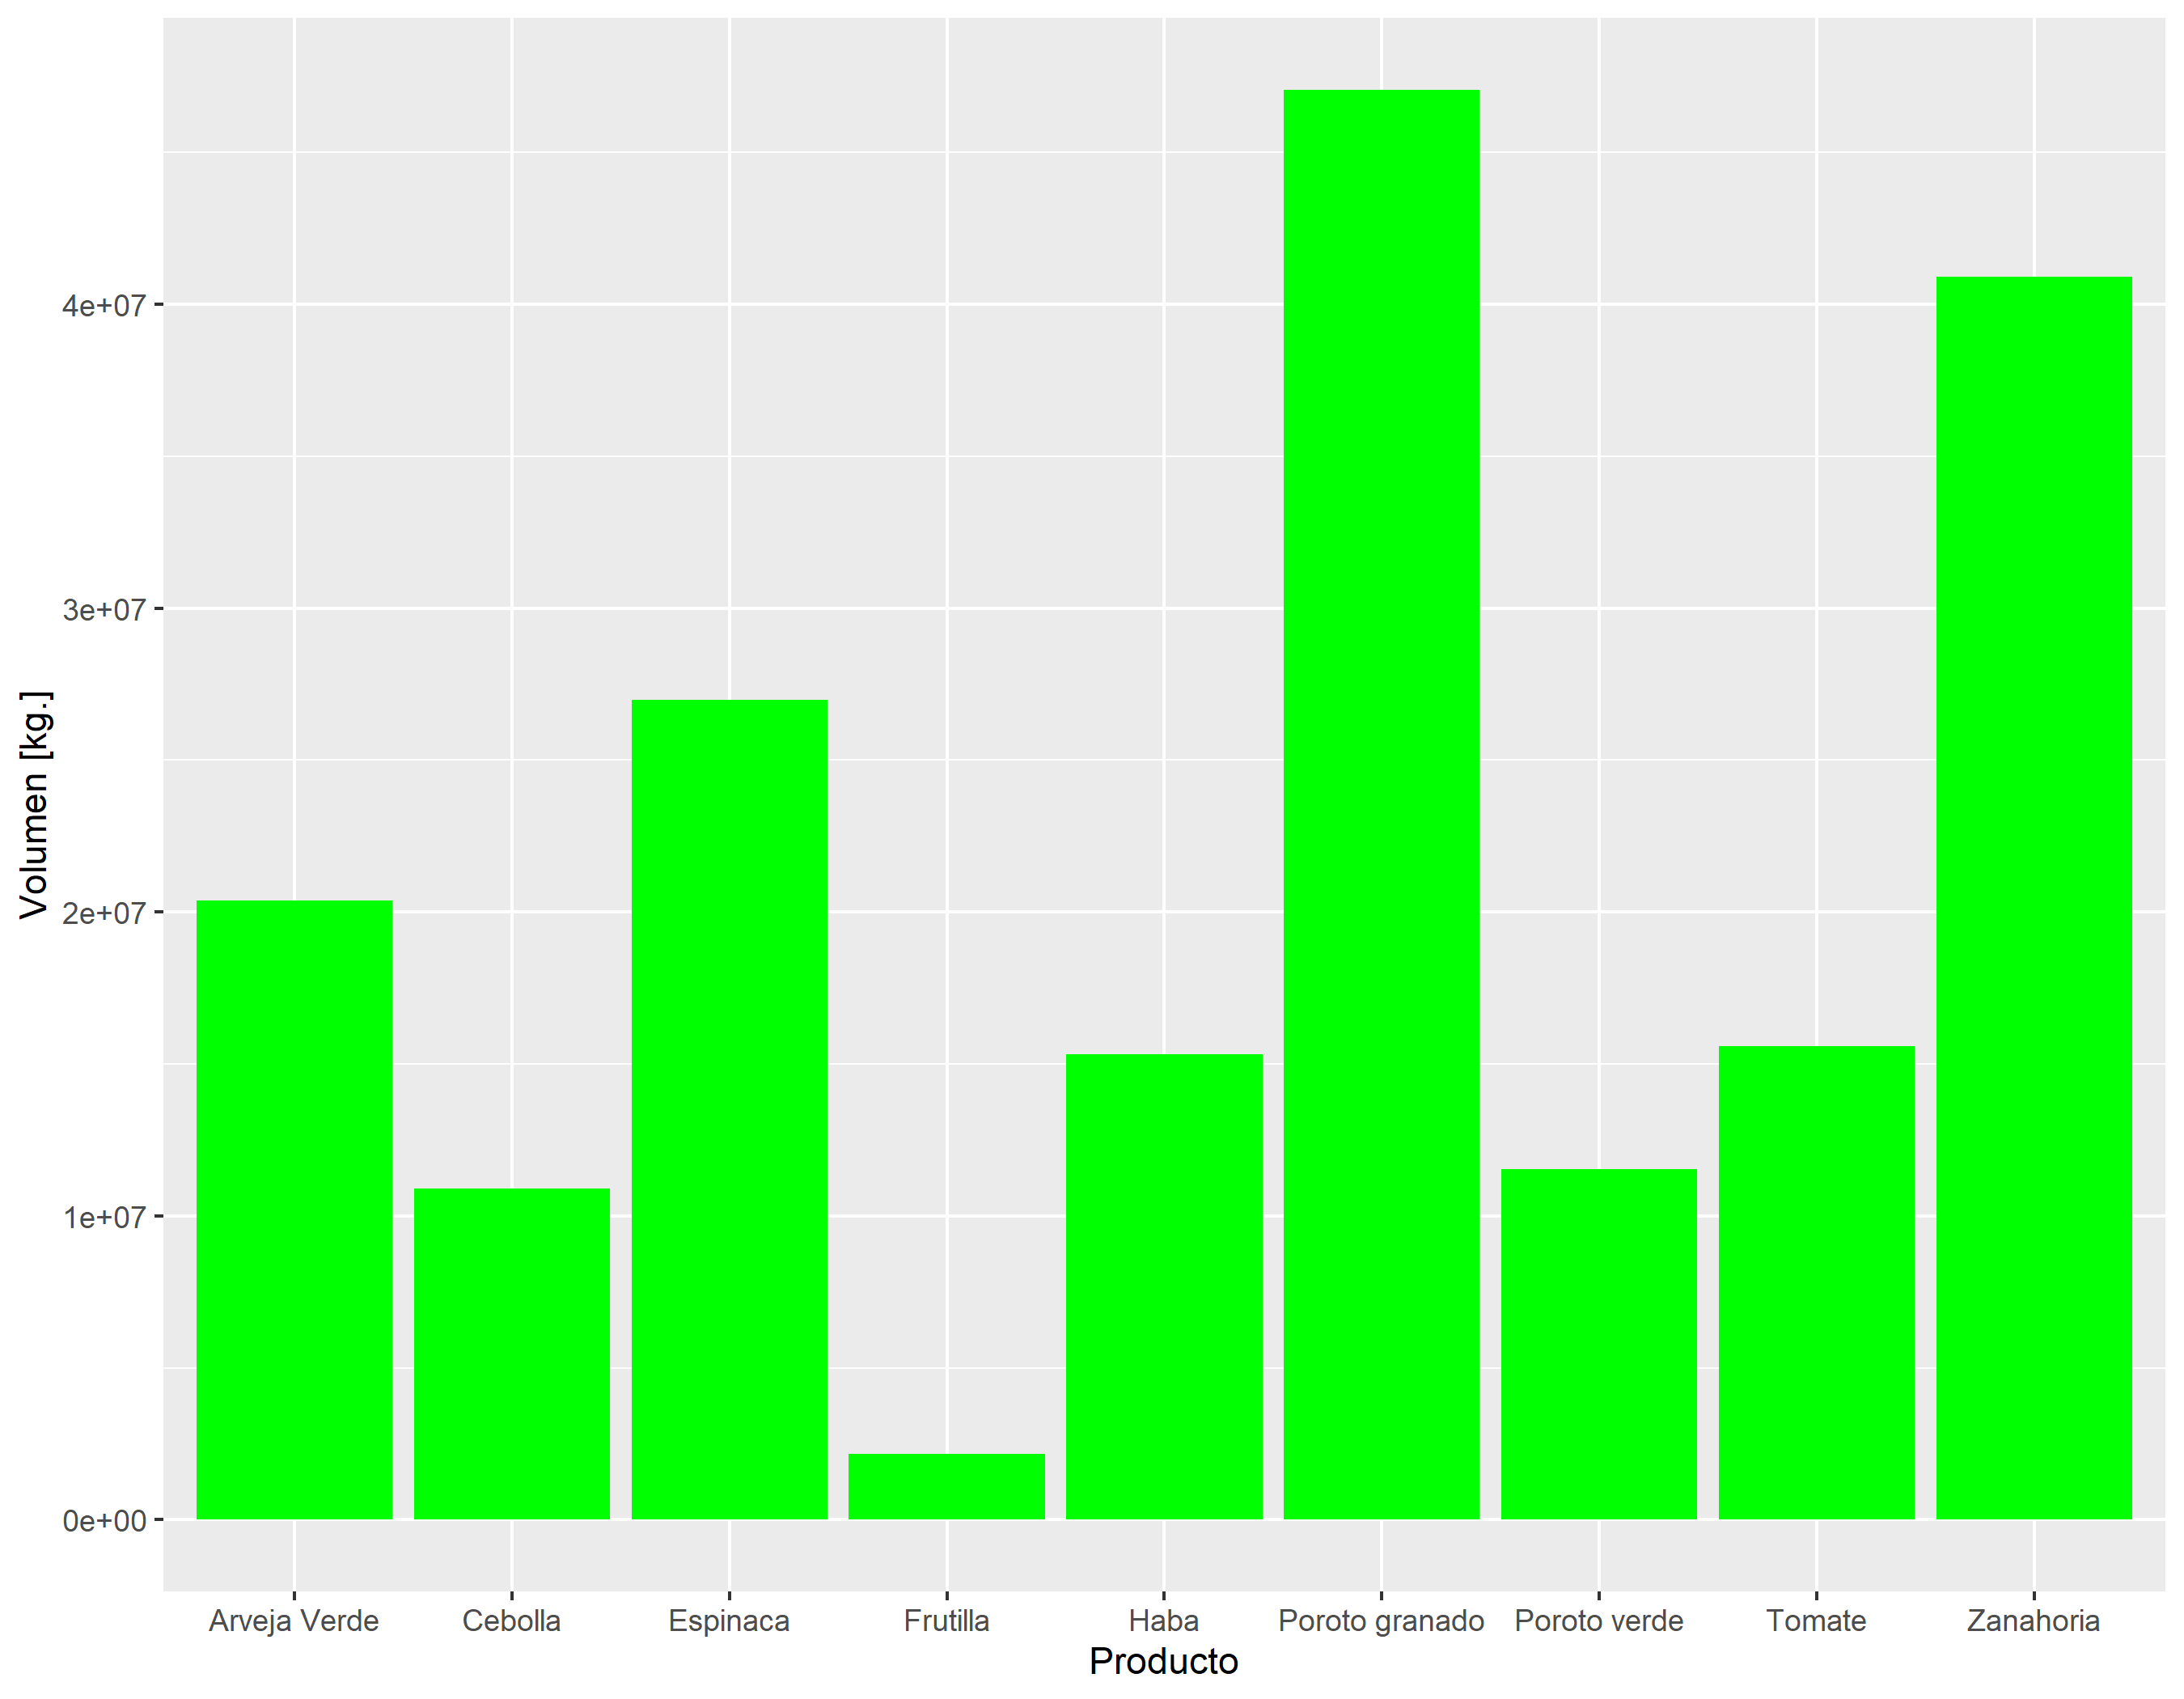 Volumen [kg.]
4e+07
3e+07
2e+07
1e+07
0e+00
Arveja Verde Cebolla Espinaca Frutilla Haba Poroto granado Poroto verde Tomate Zanahoria
Producto